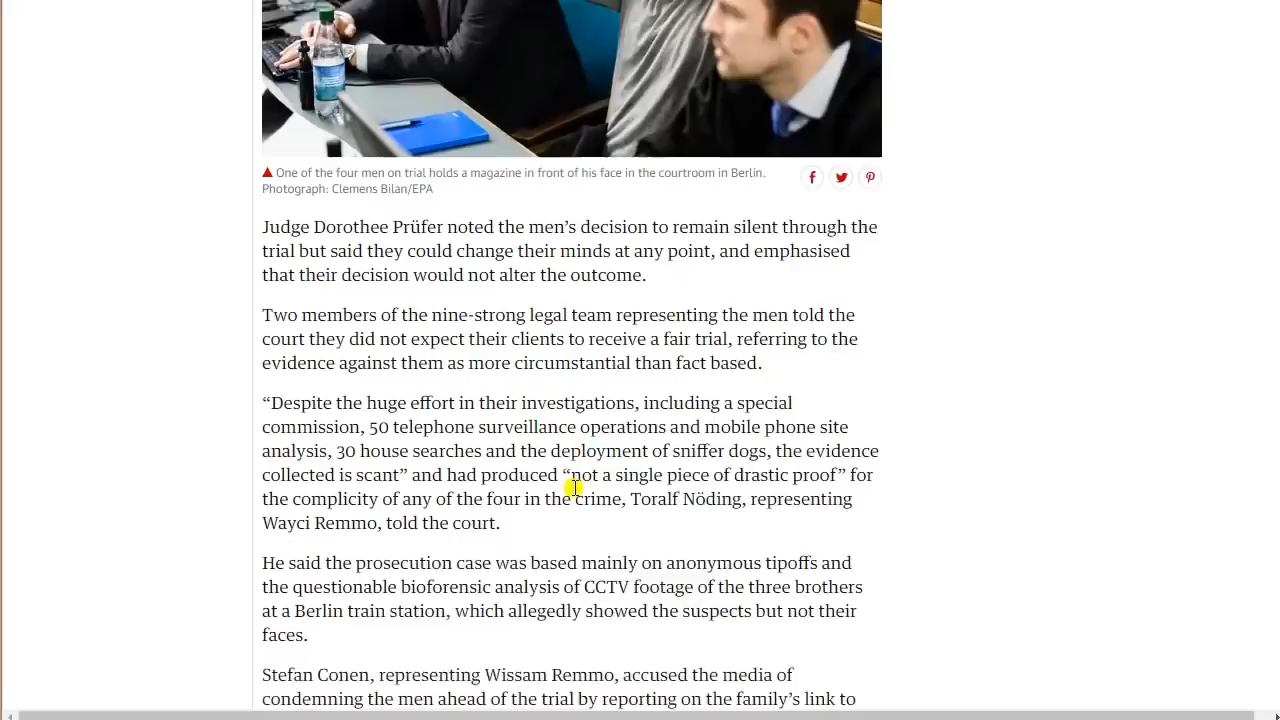 One of the four men on trial holds a magazine in front of his face in the courtroom in Berlin.
Photograph: Clemens Bilan/EPA
Judge Dorothee Prüfer noted the men’s decision to remain silent through the
trial but said they could change their minds at any point, and emphasised
that their decision would not alter the outcome.
Two members of the nine-strong legal team representing the men told the
court they did not expect their clients to receive a fair trial, referring to the
evidence against them as more circumstantial than fact based.
“Despite the huge effort in their investigations, including a special
commission, 50 telephone surveillance operations and mobile phone site
analysis, 30 house searches and the deployment of sniffer dogs, the evidence
collected is scant” and had produced “not a single piece of drastic proof” for
the complicity of any of the four in the crime, Toralf Nöding, representing
Wayci Remmo, told the court.
He said the prosecution case was based mainly on anonymous tipoffs and
the questionable bioforensic analysis of CCTV footage of the three brothers
at a Berlin train station, which allegedly showed the suspects but not their
faces.
Stefan Conen, representing Wissam Remmo, accused the media of
condemning the men ahead of the trial by reporting on the family’s link to